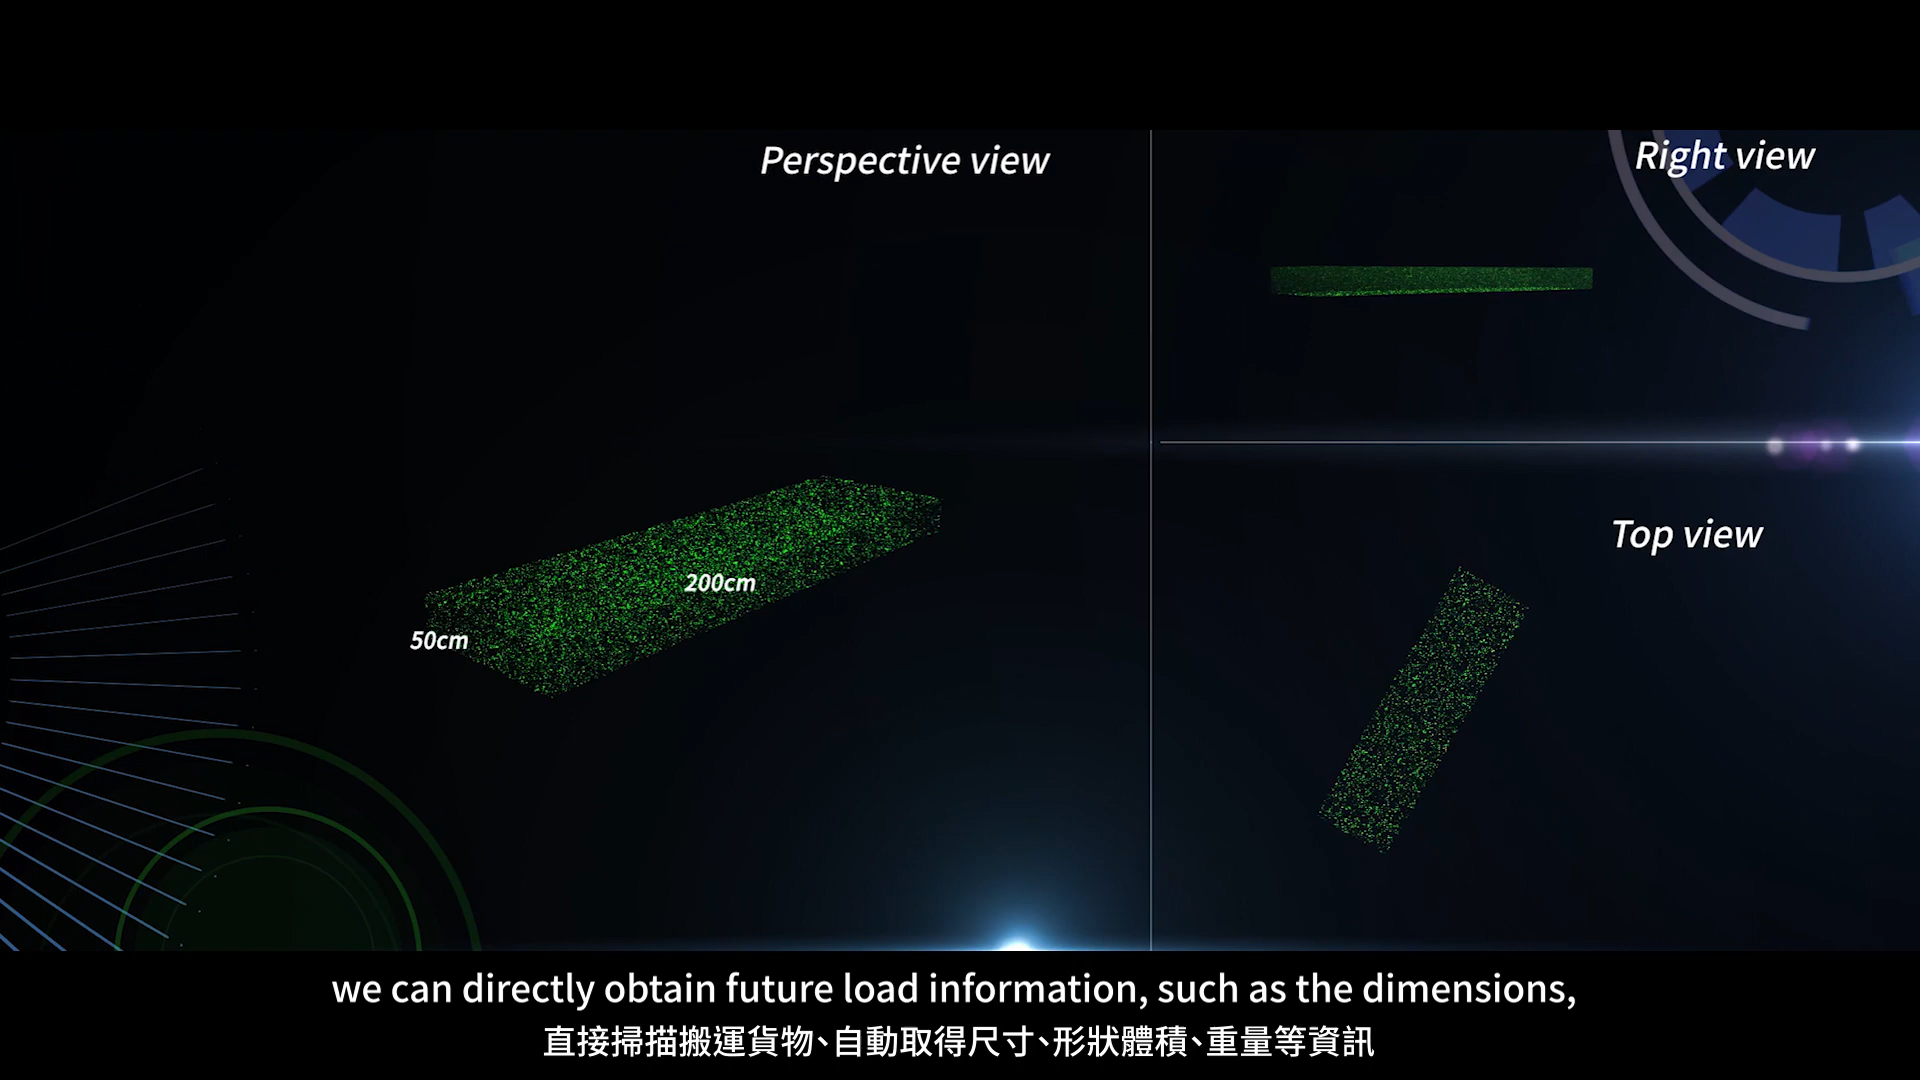 Perspective view
Right view
200cm
50cm
Top view
we can directly obtain future load information, such as the dimensions,
直接掃描搬運貨物、自動取得尺寸、形狀體積、重量等資訊